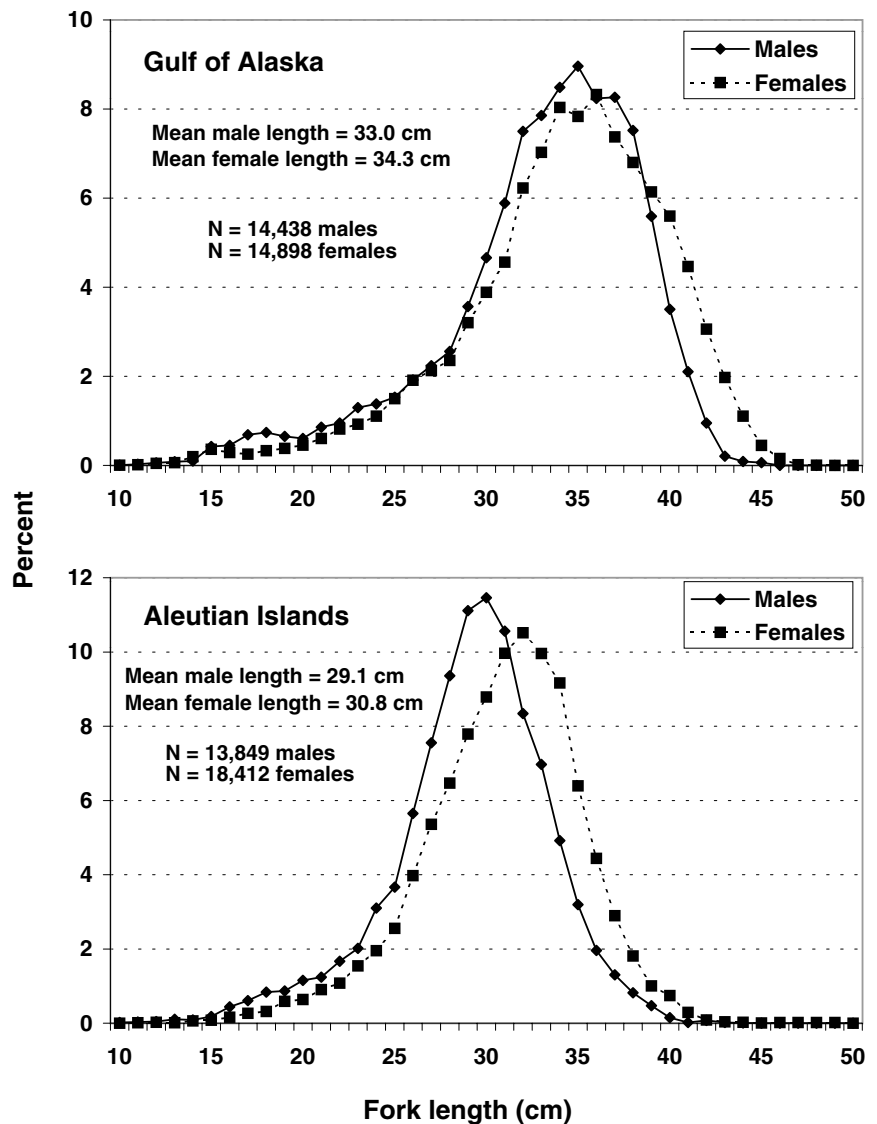 10
8
6
4
2
0
Gulf of Alaska
Mean male length = 33.0 cm
Mean female length = 34.3 cm
N = 14,438 males
N = 14,898 females
Males
Females
10 15 20 25 30 35 40 45 50
Percent
12
10
8
6
4
2
0
Aleutian Islands
Mean male length = 29.1 cm
Mean female length = 30.8 cm
N = 13,849 males
N = 18,412 females
Males
Females
10 15 20 25 30 35 40 45 50
Fork length (cm)